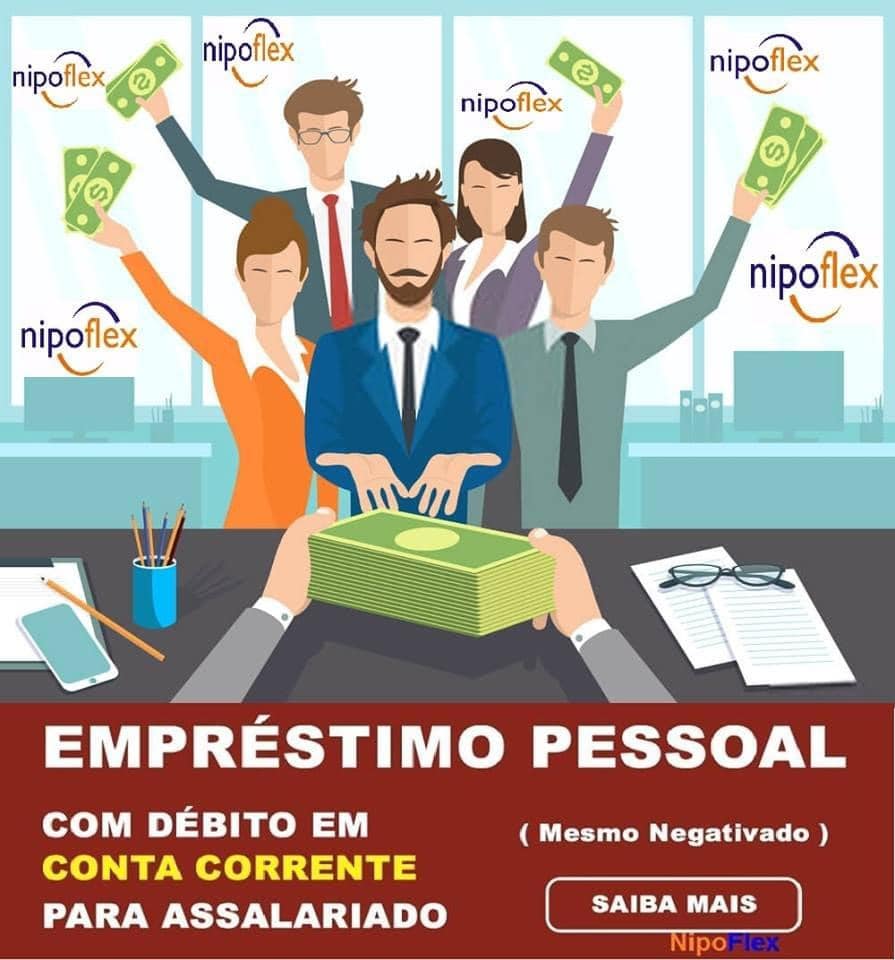 nipoflex
nipoflex
nipoflex
nipoflex
nipoflex
nipoflex
EMPRÉSTIMO PESSOAL
COM DÉBITO EM
CONTA CORRENTE
PARA ASSALARIADO
( Mesmo Negativado )
SAIBA MAIS
NipoFlex